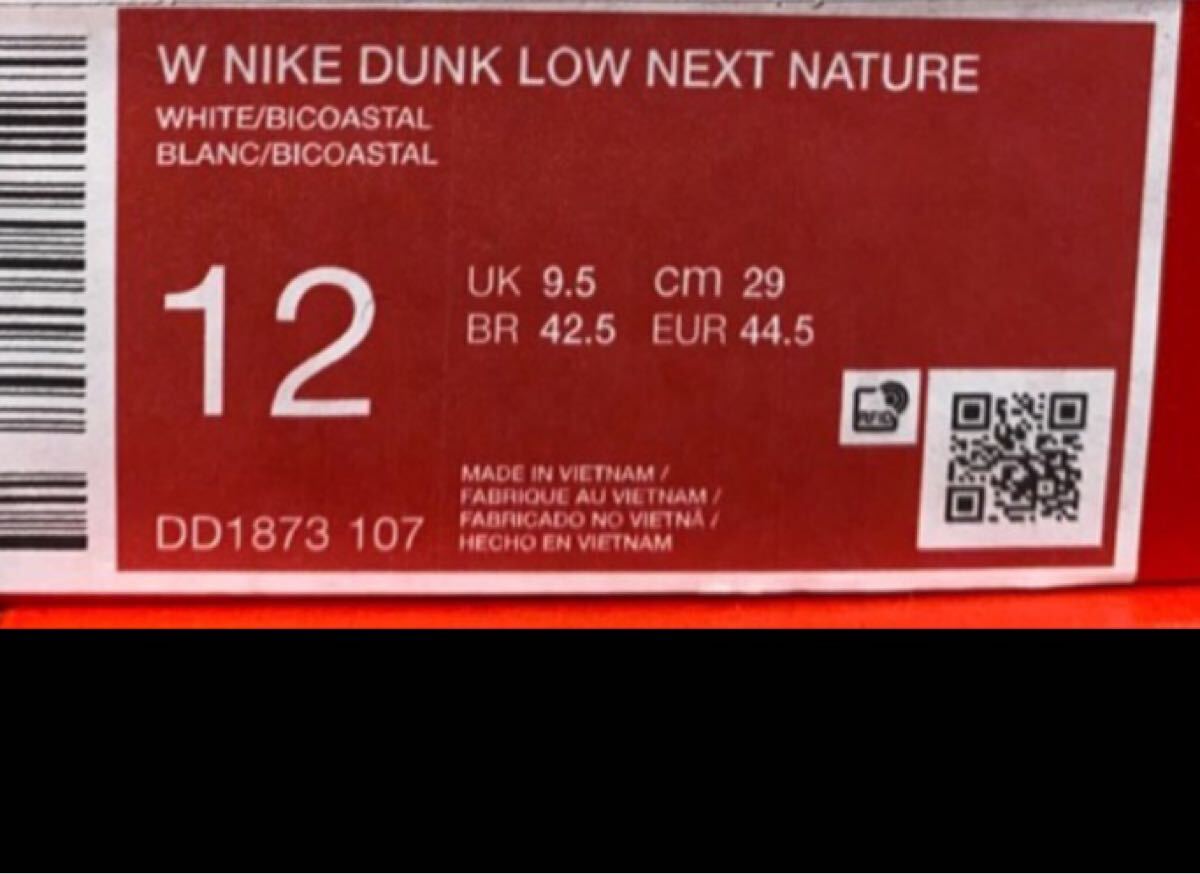 W NIKE DUNK LOW NEXT NATURE
WHITE/BICOASTAL
BLANC/BICOASTAL
12
UK 9.5 cm 29
BR 42.5 EUR 44.5
RFID
MADE IN VIETNAM /
FABRIQUE AU VIETNAM /
FABRICADO NO VIETNÃ /
HECHO EN VIETNAM
DD1873 107